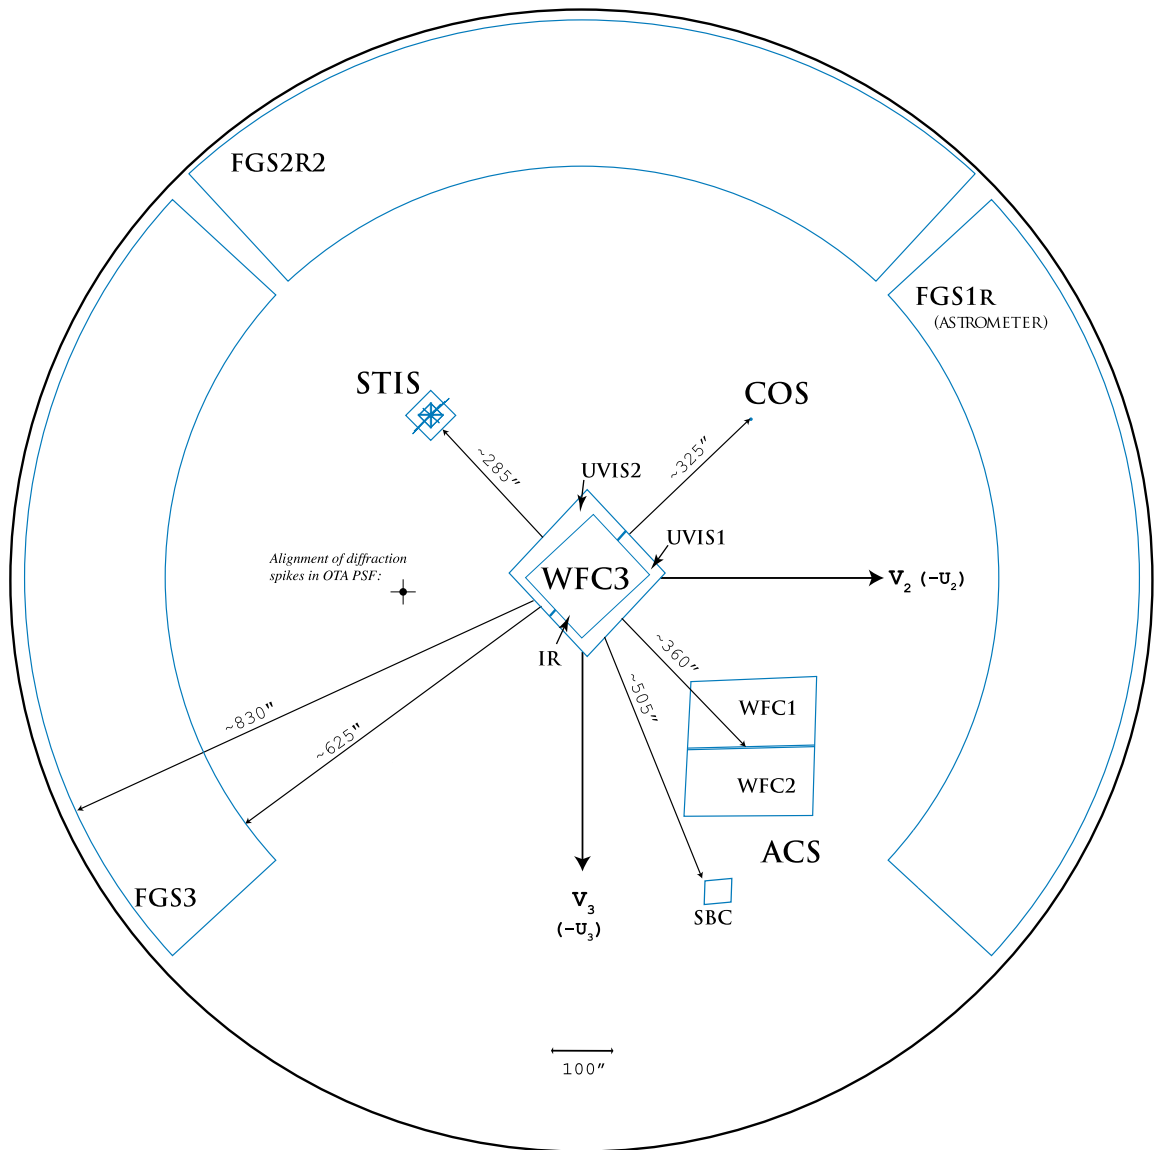 FGS2R2
FGS1R
(ASTROMETER)
STIS
COS
~285″
~325″
UVIS2
UVIS1
Alignment of diffraction
spikes in OTA PSF:
WFC3
V2 (-U2)
IR
~360″
~505″
~830″
~625″
WFC1
WFC2
ACS
FGS3
V3
(-U3)
SBC
100″